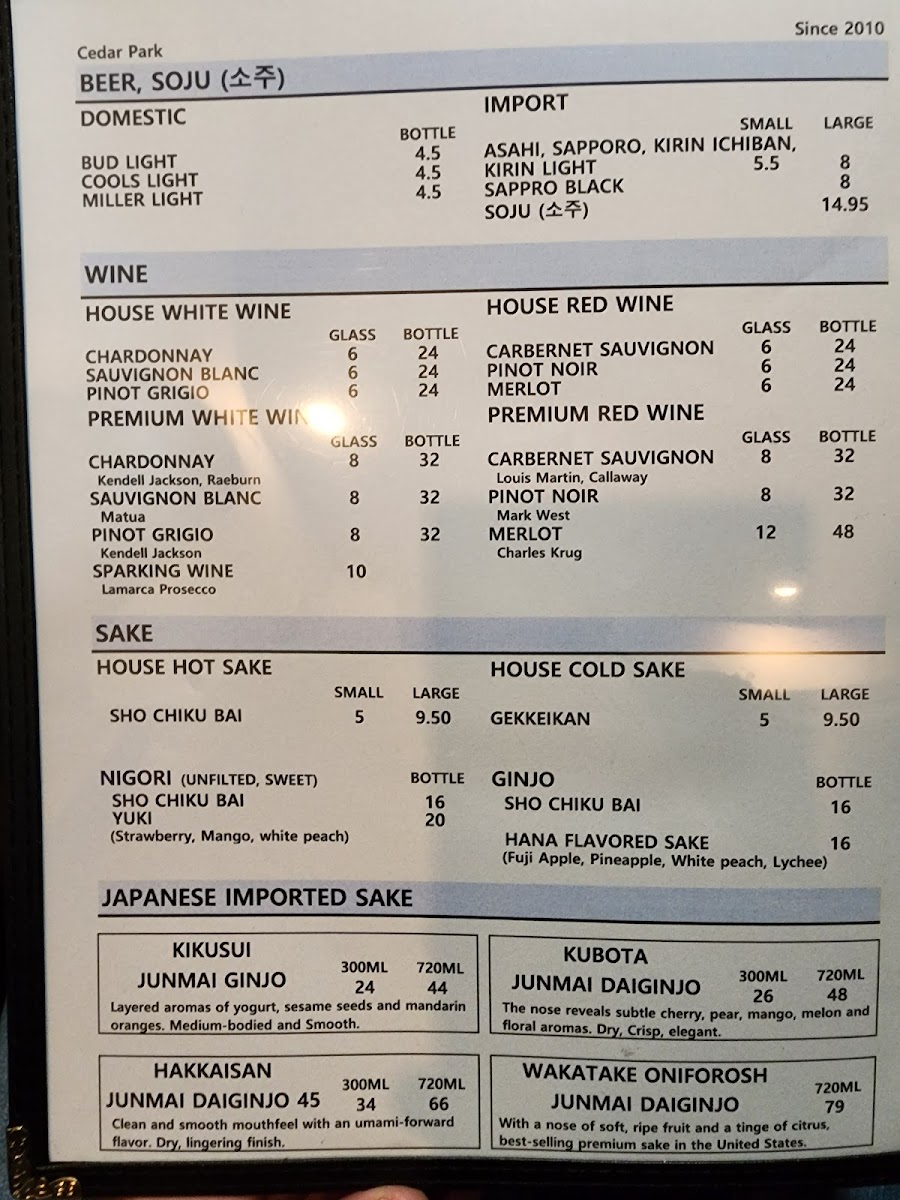 Since 2010
Cedar Park
BEER, SOJU (소주)
DOMESTIC
BOTTLE
BUD LIGHT 4.5
COOLS LIGHT 4.5
MILLER LIGHT 4.5
IMPORT
SMALL LARGE
ASAHI, SAPPORO, KIRIN ICHIBAN,
KIRIN LIGHT 5.5 8
SAPPRO BLACK 8
SOJU (소주) 14.95
WINE
HOUSE WHITE WINE
GLASS BOTTLE
CHARDONNAY 6 24
SAUVIGNON BLANC 6 24
PINOT GRIGIO 6 24
PREMIUM WHITE WIN
GLASS BOTTLE
CHARDONNAY 8 32
Kendell Jackson, Raeburn
SAUVIGNON BLANC 8 32
Matua
PINOT GRIGIO 8 32
Kendell Jackson
SPARKING WINE 10
Lamarca Prosecco
HOUSE RED WINE
GLASS BOTTLE
CARBERNET SAUVIGNON 6 24
PINOT NOIR 6 24
MERLOT 6 24
PREMIUM RED WINE
GLASS BOTTLE
CARBERNET SAUVIGNON 8 32
Louis Martin, Callaway
PINOT NOIR 8 32
Mark West
MERLOT 12 48
Charles Krug
SAKE
HOUSE HOT SAKE
SMALL LARGE
SHO CHIKU BAI 5 9.50
HOUSE COLD SAKE
SMALL LARGE
GEKKEIKAN 5 9.50
NIGORI (UNFILTED, SWEET) BOTTLE
SHO CHIKU BAI 16
YUKI 20
(Strawberry, Mango, white peach)
GINJO BOTTLE
SHO CHIKU BAI 16
HANA FLAVORED SAKE 16
(Fuji Apple, Pineapple, White peach, Lychee)
JAPANESE IMPORTED SAKE
KIKUSUI
JUNMAI GINJO
300ML 720ML
24 44
Layered aromas of yogurt, sesame seeds and mandarin
oranges. Medium-bodied and Smooth.
KUBOTA
JUNMAI DAIGINJO
300ML 720ML
26 48
The nose reveals subtle cherry, pear, mango, melon and
floral aromas. Dry, Crisp, elegant.
HAKKAISAN
JUNMAI DAIGINJO 45
300ML 720ML
34 66
Clean and smooth mouthfeel with an umami-forward
flavor. Dry, lingering finish.
WAKATAKE ONIFOROSH
JUNMAI DAIGINJO
720ML
79
With a nose of soft, ripe fruit and a tinge of citrus,
best-selling premium sake in the United States.